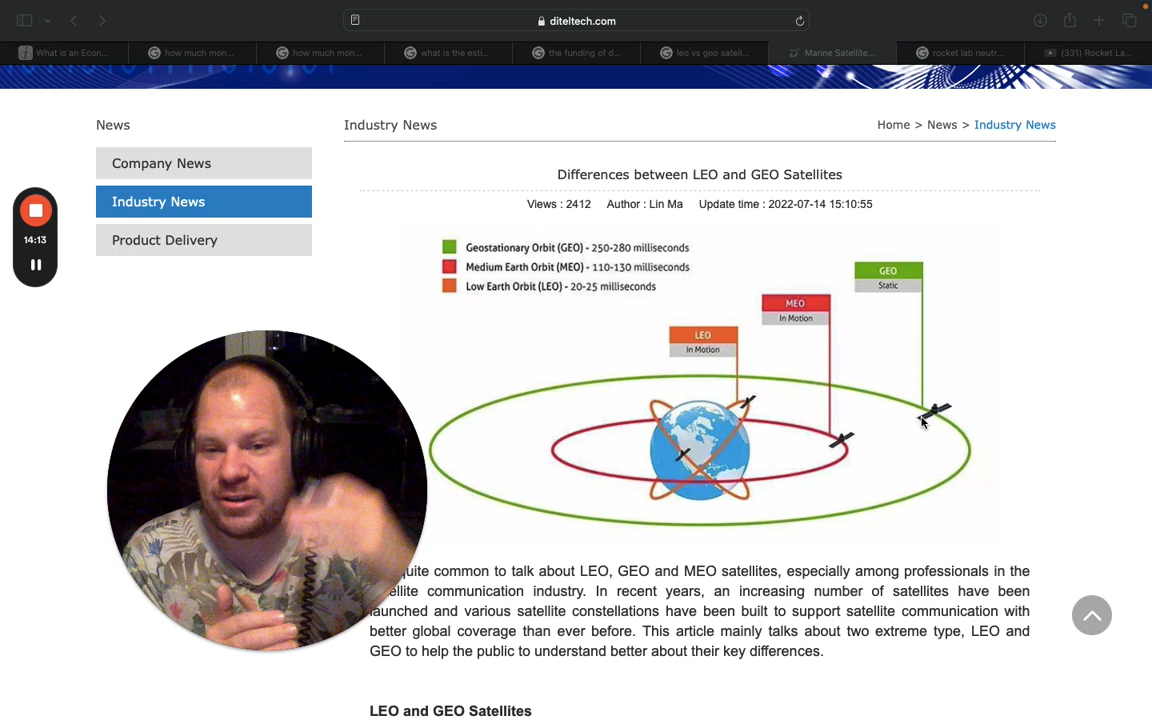 diteltech.com
What is an Econ...
how much mon...
how much mon...
what is the esti...
the funding of d...
leo vs geo satell...
Marine Satellite...
rocket lab neutr...
(331) Rocket La...
News
Company News
Industry News
Product Delivery
14:13
Industry News
Home > News > Industry News
Differences between LEO and GEO Satellites
Views : 2412 Author : Lin Ma Update time : 2022-07-14 15:10:55
Geostationary Orbit (GEO) - 250-280 milliseconds
Medium Earth Orbit (MEO) - 110-130 milliseconds
Low Earth Orbit (LEO) - 20-25 milliseconds
GEO
Static
MEO
In Motion
LEO
In Motion
quite common to talk about LEO, GEO and MEO satellites, especially among professionals in the
communication industry. In recent years, an increasing number of satellites have been
launched and various satellite constellations have been built to support satellite communication with
better global coverage than ever before. This article mainly talks about two extreme type, LEO and
GEO to help the public to understand better about their key differences.
LEO and GEO Satellites